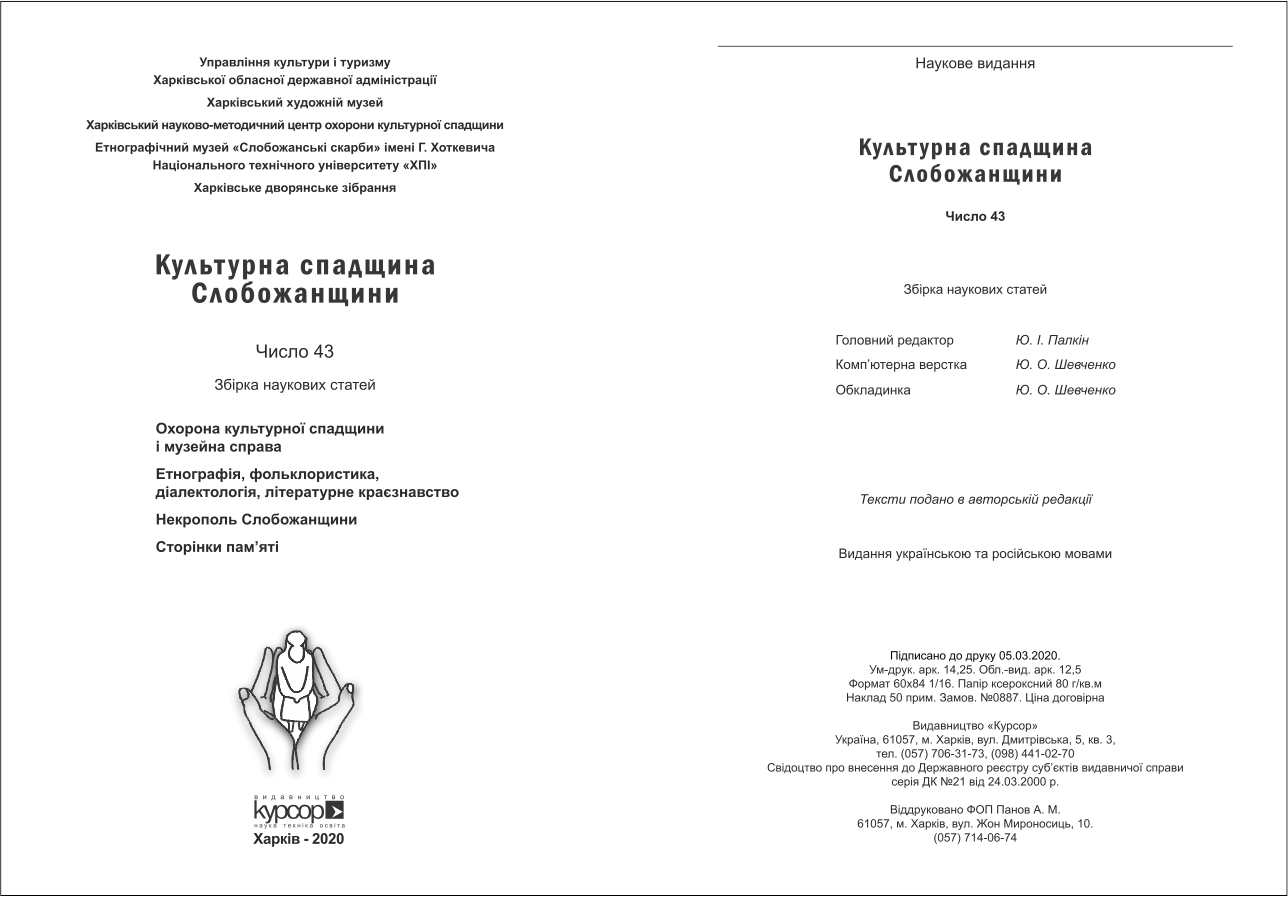 Управління культури і туризму
Харківської обласної державної адміністрації
Харківський художній музей
Харківський науково-методичний центр охорони культурної спадщини
Етнографічний музей «Слобожанські скарби» імені Г. Хоткевича
Національного технічного університету «ХПІ»
Харківське дворянське зібрання
Культурна спадщина
Слобожанщини
Число 43
Збірка наукових статей
Охорона культурної спадщини
і музейна справа
Етнографія, фольклористика,
діалектологія, літературне краєзнавство
Некрополь Слобожанщини
Сторінки пам’яті
видавництво
курсор
наука техніка освіта
Харків - 2020
Наукове видання
Культурна спадщина
Слобожанщини
Число 43
Збірка наукових статей
Головний редактор Ю. І. Палкін
Комп’ютерна верстка Ю. О. Шевченко
Обкладинка Ю. О. Шевченко
Тексти подано в авторській редакції
Видання українською та російською мовами
Підписано до друку 05.03.2020.
Ум-друк. арк. 14,25. Обл.-вид. арк. 12,5
Формат 60х84 1/16. Папір ксероксний 80 г/кв.м
Наклад 50 прим. Замов. №0887. Ціна договірна
Видавництво «Курсор»
Україна, 61057, м. Харків, вул. Дмитрівська, 5, кв. 3,
тел. (057) 706-31-73, (098) 441-02-70
Свідоцтво про внесення до Державного реєстру суб’єктів видавничої справи
серія ДК №21 від 24.03.2000 р.
Віддруковано ФОП Панов А. М.
61057, м. Харків, вул. Жон Мироносиць, 10.
(057) 714-06-74